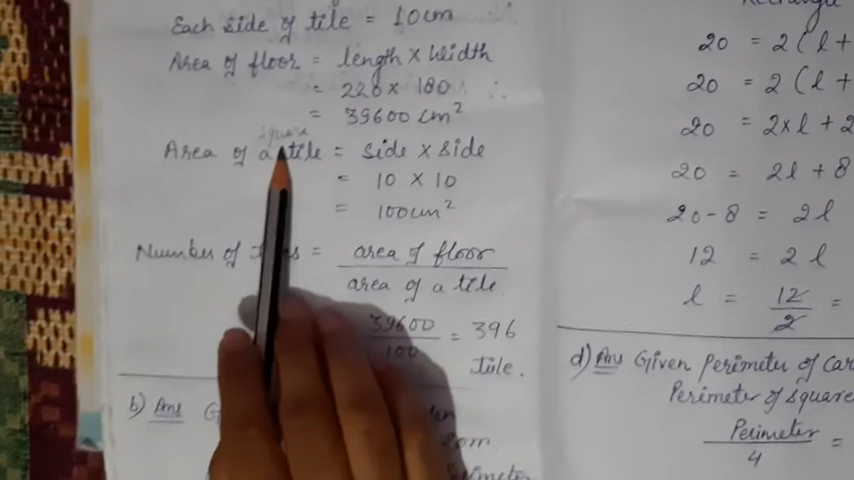 Each side of tile = 10cm
Area of floor = length × width
= 220 × 180
= 39600 cm²
square
Area of a tile = side × side
= 10 × 10
= 100cm²
Number of = area of floor
area of a tile
39600 = 396
100
tile.
b) Ans
20m
20 = 2(l+
20 = 2(l+
20 = 2×l+2
20 = 2l+8
20-8 = 2l
12 = 2l
l = 12 =
2
d) Ans Given Perimeter of
Perimeter of square
Perimeter =
4